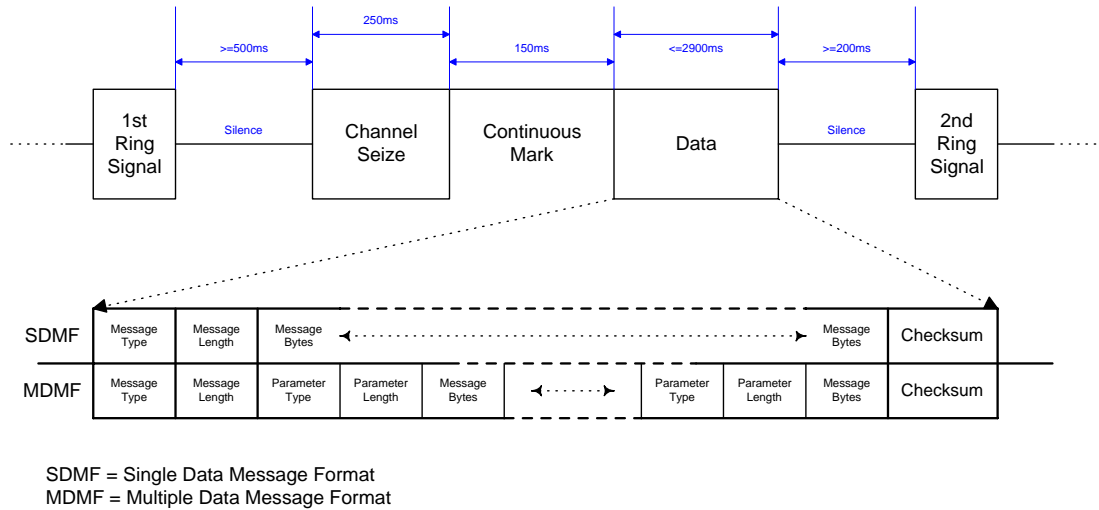 250ms
>=500ms
150ms
<=2900ms
>=200ms
1st
Ring
Signal
Silence
Channel
Seize
Continuous
Mark
Data
Silence
2nd
Ring
Signal
SDMF
Message
Type
Message
Length
Message
Bytes
Message
Bytes
Checksum
MDMF
Message
Type
Message
Length
Parameter
Type
Parameter
Length
Message
Bytes
Parameter
Type
Parameter
Length
Message
Bytes
Checksum
SDMF = Single Data Message Format
MDMF = Multiple Data Message Format